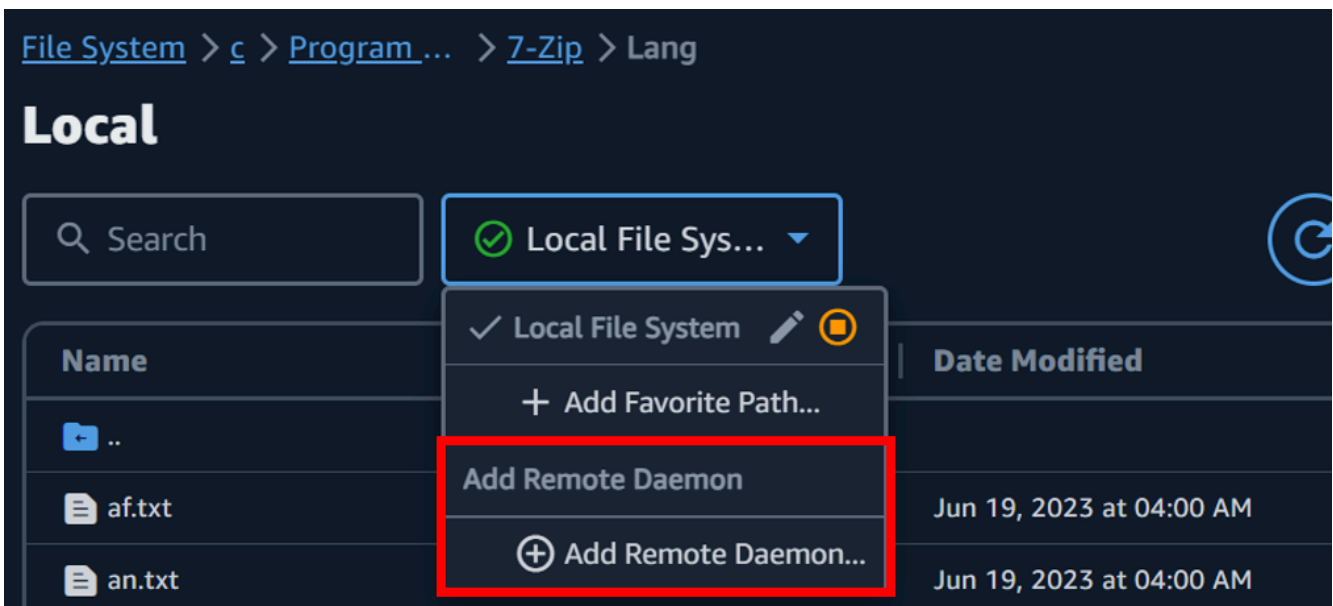 File System > c > Program ... > 7-Zip > Lang
Local
Search
Local File Sys...
Local File System
+ Add Favorite Path...
Add Remote Daemon
Add Remote Daemon...
Name
Date Modified
..
af.txt
Jun 19, 2023 at 04:00 AM
an.txt
Jun 19, 2023 at 04:00 AM